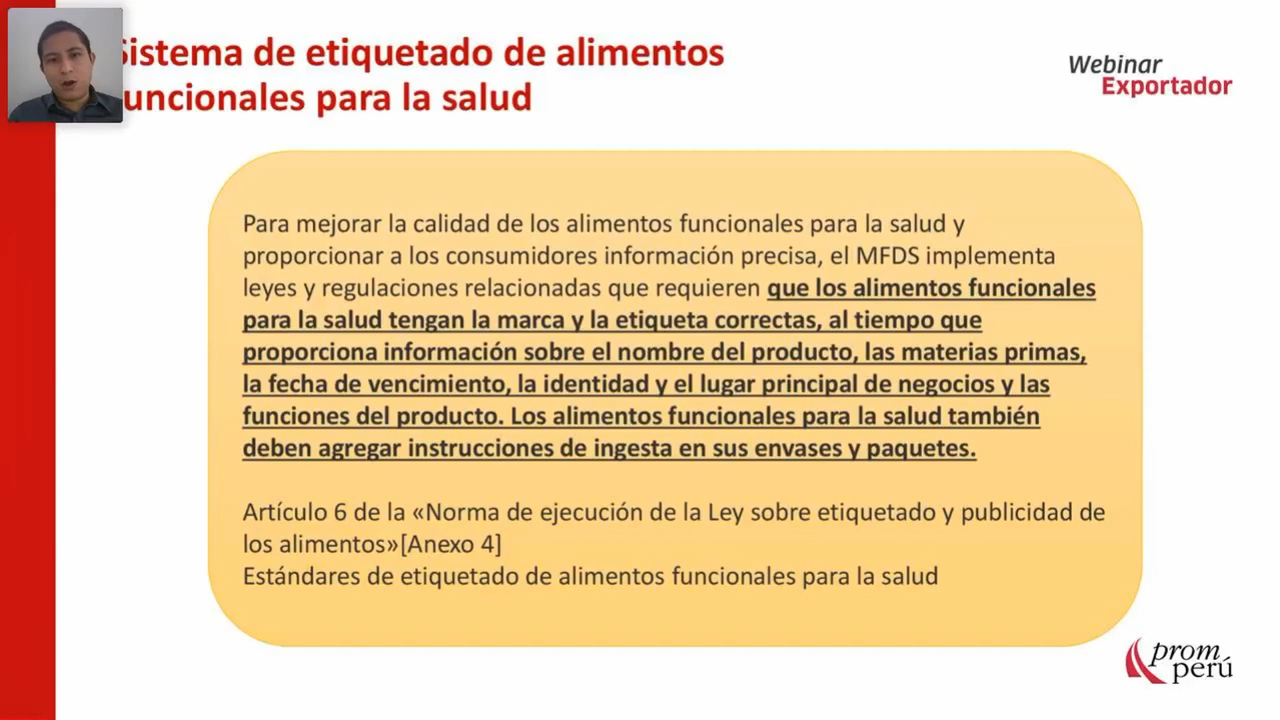 Sistema de etiquetado de alimentos
uncionales para la salud
Webinar
Exportador
Para mejorar la calidad de los alimentos funcionales para la salud y
proporcionar a los consumidores información precisa, el MFDS implementa
leyes y regulaciones relacionadas que requieren que los alimentos funcionales
para la salud tengan la marca y la etiqueta correctas, al tiempo que
proporciona información sobre el nombre del producto, las materias primas,
la fecha de vencimiento, la identidad y el lugar principal de negocios y las
funciones del producto. Los alimentos funcionales para la salud también
deben agregar instrucciones de ingesta en sus envases y paquetes.
Artículo 6 de la «Norma de ejecución de la Ley sobre etiquetado y publicidad de
los alimentos»[Anexo 4]
Estándares de etiquetado de alimentos funcionales para la salud
prom
perú